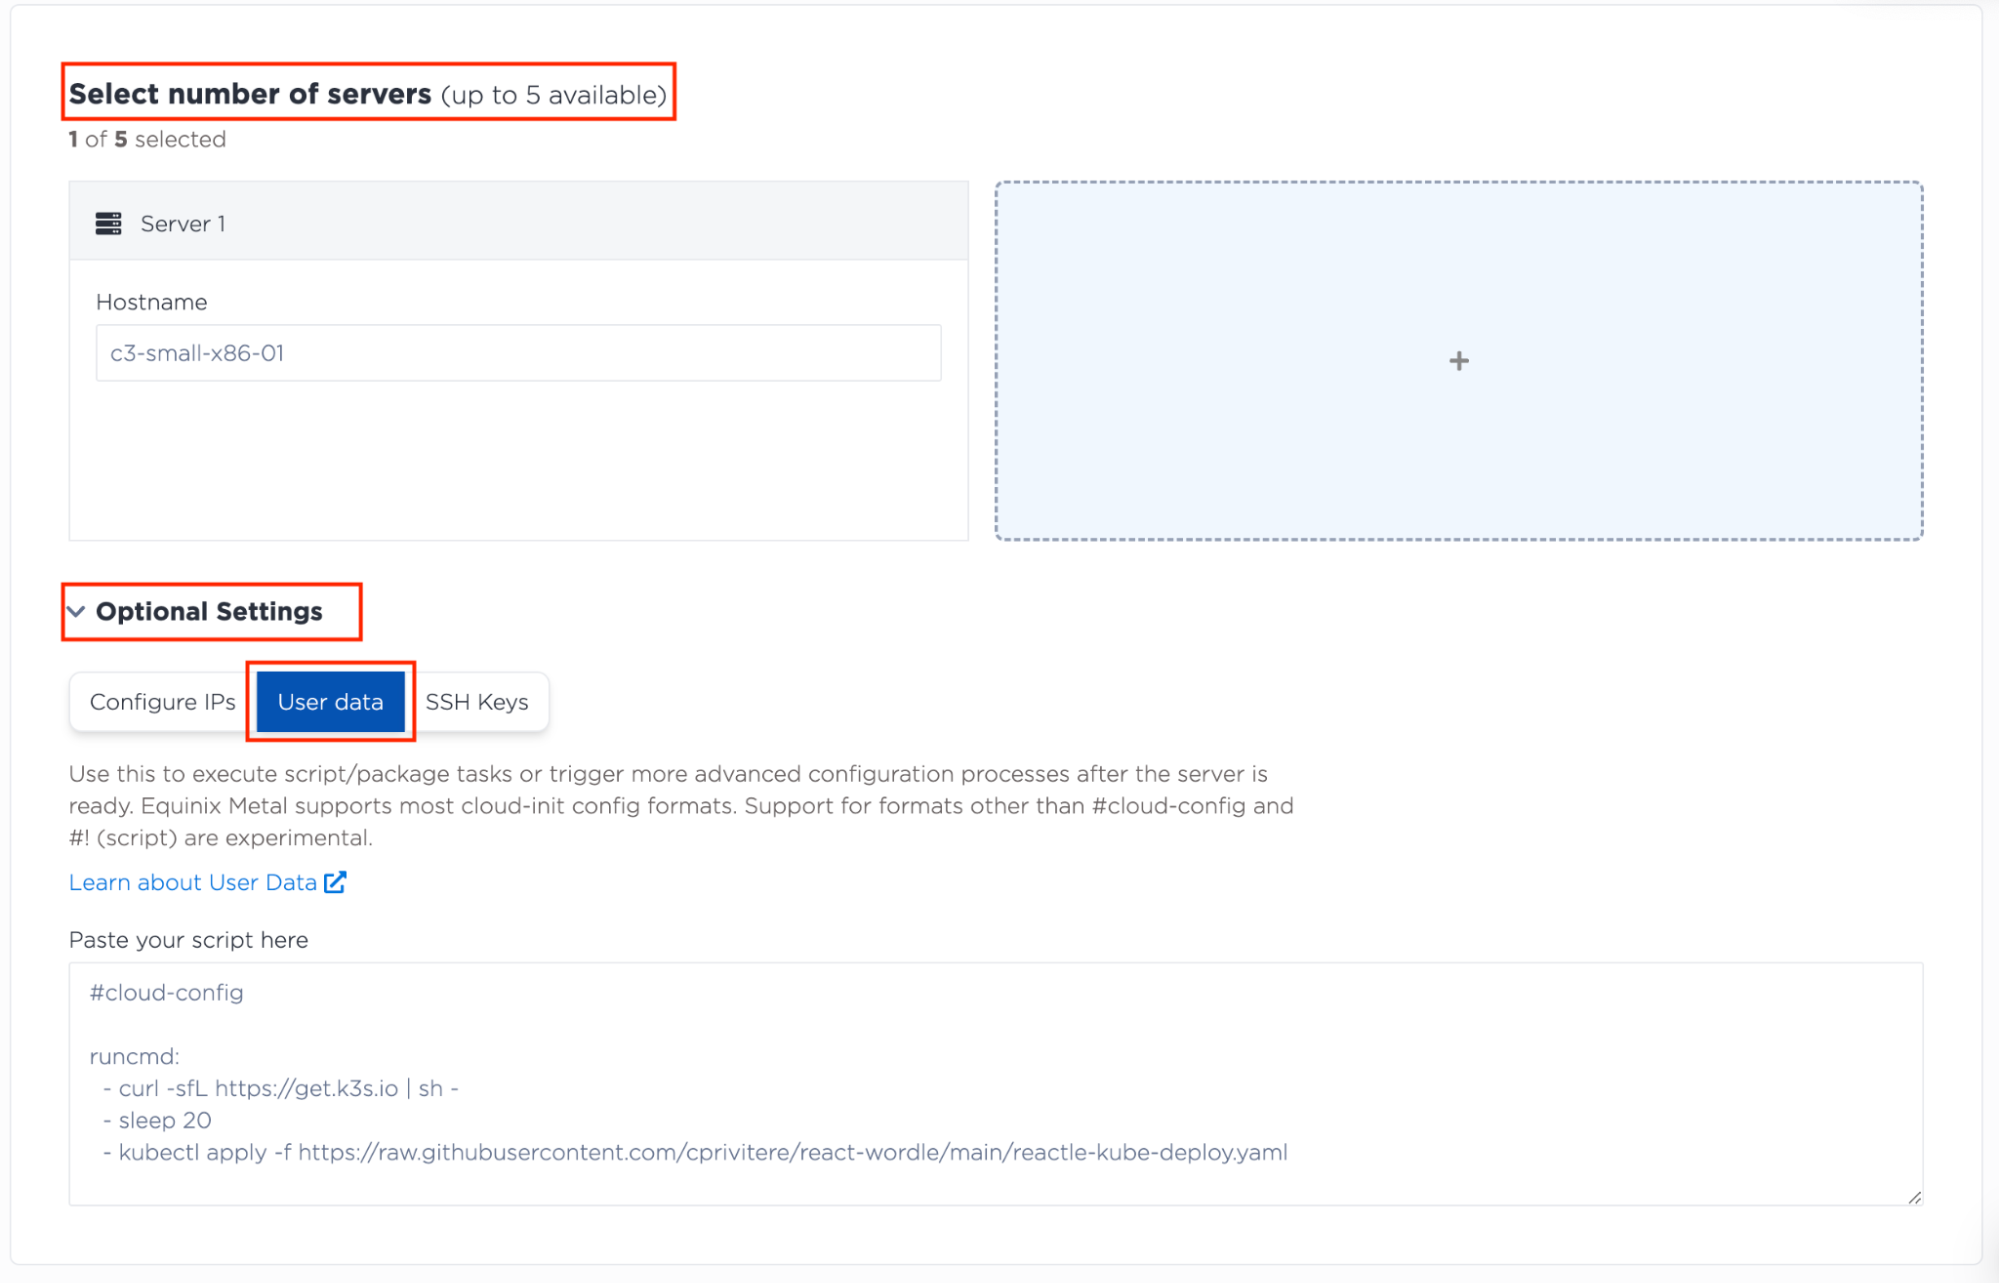 Select number of servers (up to 5 available)
1 of 5 selected
Server 1
Hostname
c3-small-x86-01
+
Optional Settings
Configure IPs User data SSH Keys
Use this to execute script/package tasks or trigger more advanced configuration processes after the server is
ready. Equinix Metal supports most cloud-init config formats. Support for formats other than #cloud-config and
#! (script) are experimental.
Learn about User Data
Paste your script here
#cloud-config
runcmd:
- curl -sfL https://get.k3s.io | sh -
- sleep 20
- kubectl apply -f https://raw.githubusercontent.com/cprivitere/react-wordle/main/reactle-kube-deploy.yaml